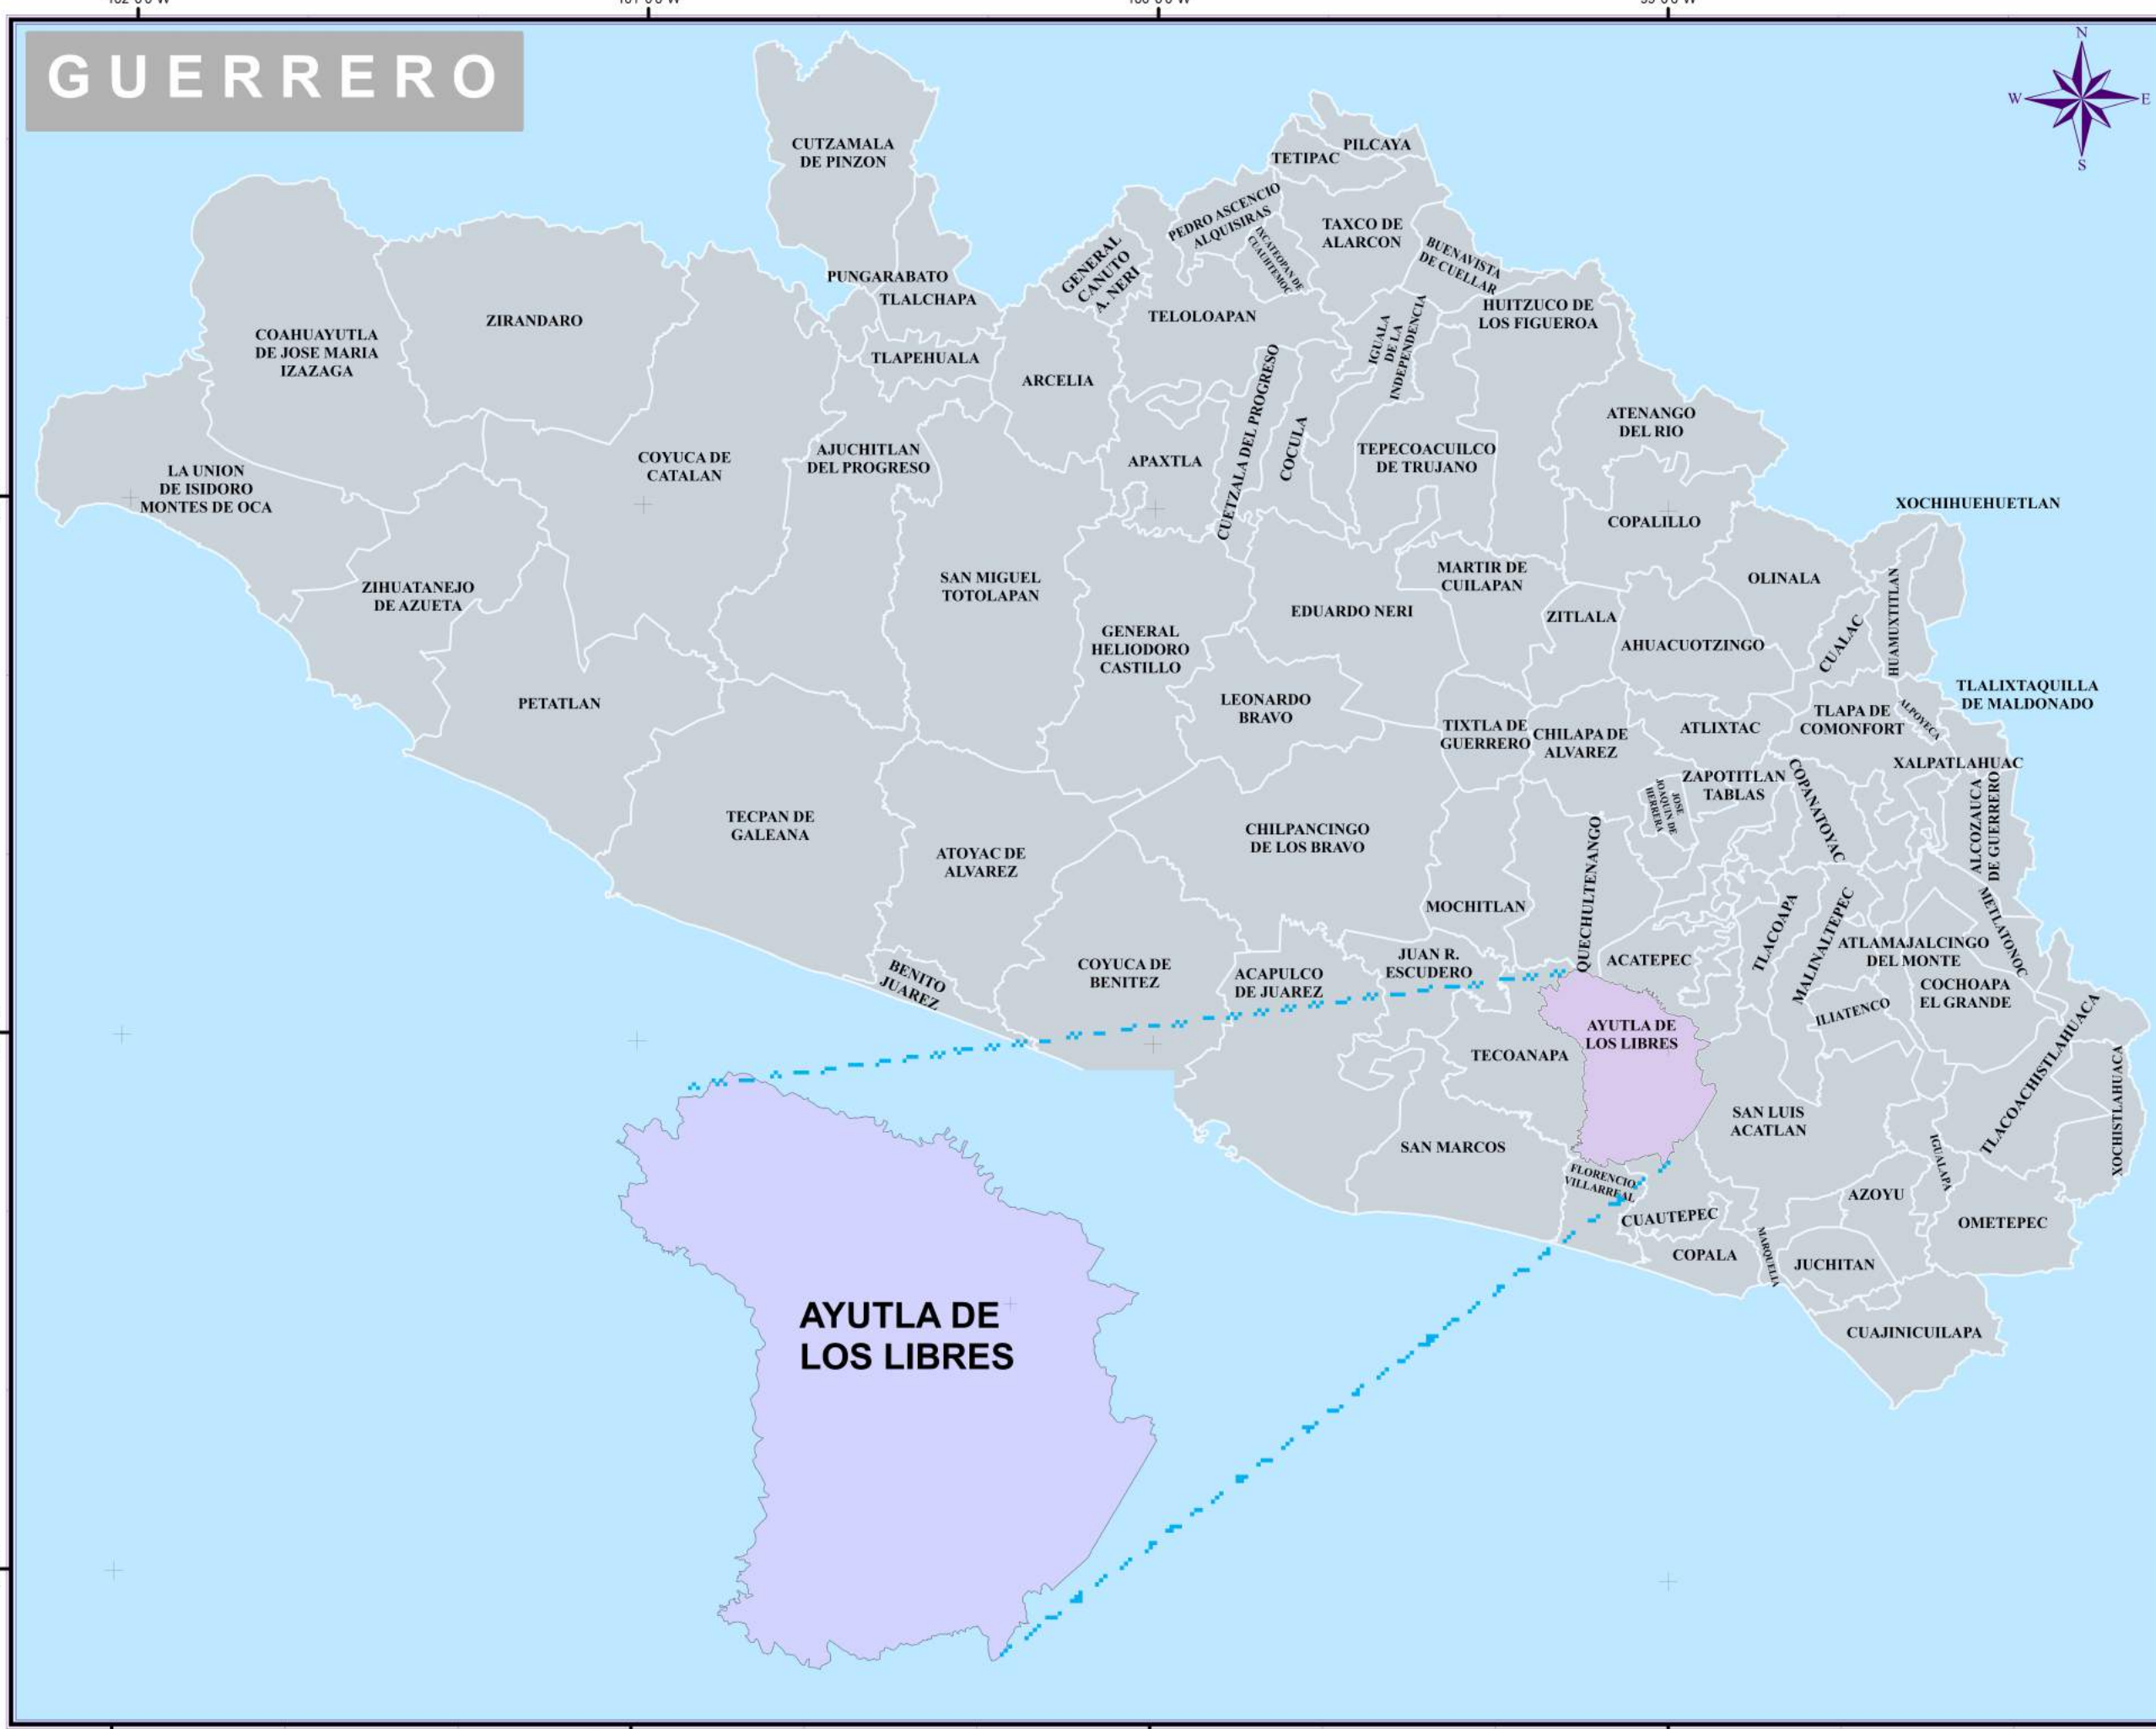 GUERRERO
N
W
E
S
CUTZAMALA
DE PINZON
PILCAYA
TETIPAC
PEDRO ASCENCIO
ALQUISIRAS
IXCATEOPAN DE
CUAUHTEMOC
TAXCO DE
ALARCON
BUENAVISTA
DE CUELLAR
GENERAL
CANUTO
A. NERI
PUNGARABATO
TLALCHAPA
TELOLOAPAN
HUITZUCO DE
LOS FIGUEROA
IGUALA
DE LA
INDEPENDENCIA
ZIRANDARO
COAHUAYUTLA
DE JOSE MARIA
IZAZAGA
TLAPEHUALA
ARCELIA
CUETZALA DEL PROGRESO
COCULA
ATENANGO
DEL RIO
AJUCHITLAN
DEL PROGRESO
COYUCA DE
CATALAN
APAXTLA
TEPECOACUILCO
DE TRUJANO
LA UNION
DE ISIDORO
MONTES DE OCA
XOCHIHUEHUETLAN
COPALILLO
MARTIR DE
CUILAPAN
OLINALA
SAN MIGUEL
TOTOLAPAN
ZIHUATANEJO
DE AZUETA
EDUARDO NERI
ZITLALA
HUAMUXTITLAN
CUALAC
AHUACUOTZINGO
GENERAL
HELIODORO
CASTILLO
PETATLAN
LEONARDO
BRAVO
TLALIXTAQUILLA
DE MALDONADO
TIXTLA DE
GUERRERO
CHILAPA DE
ALVAREZ
ATLIXTAC
TLAPA DE
COMONFORT
ALPOYECA
XALPATLAHUAC
ZAPOTITLAN
TABLAS
JOSE
JOAQUIN DE
HERRERA
COPANATOYAC
ALCOZAUCA
DE GUERRERO
TECPAN DE
GALEANA
CHILPANCINGO
DE LOS BRAVO
ATOYAC DE
ALVAREZ
QUECHULTENANGO
MOCHITLAN
TLACOAPA
MALINALTEPEC
METLATONOC
ATLAMAJALCINGO
DEL MONTE
BENITO
JUAREZ
COYUCA DE
BENITEZ
ACAPULCO
DE JUAREZ
JUAN R.
ESCUDERO
ACATEPEC
COCHOAPA
EL GRANDE
ILIATENCO
AYUTLA DE
LOS LIBRES
TECOANAPA
TLACOACHISTLAHUACA
XOCHISTLAHUACA
SAN LUIS
ACATLAN
SAN MARCOS
IGUALAPA
FLORENCIO
VILLARREAL
AZOYU
CUAUTEPEC
OMETEPEC
COPALA
MARQUELIA
JUCHITAN
CUAJINICUILAPA
AYUTLA DE
LOS LIBRES